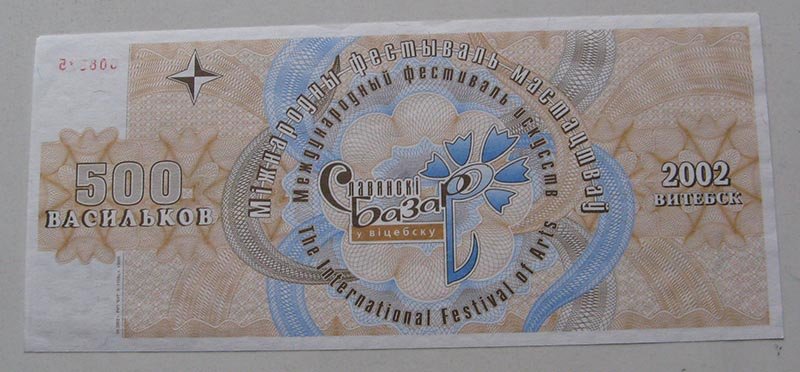 500
ВАСИЛЬКОВ
Міжнародны фестываль мастацтваў
Международный фестиваль искусств
Славянскі
базар
у віцебску
The International Festival of Arts
2002
ВИТЕБСК